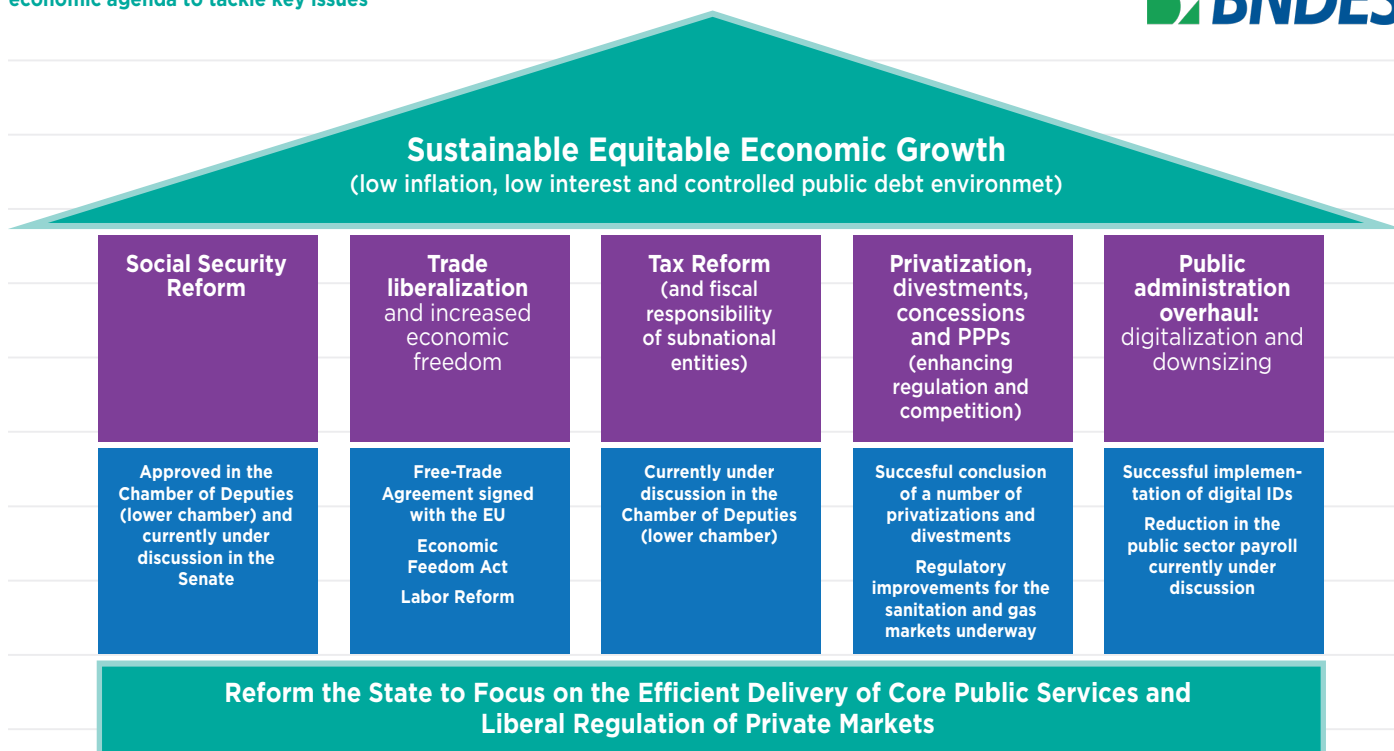 economic agenda to tackle key issues
BNDES
Sustainable Equitable Economic Growth
(low inflation, low interest and controlled public debt environmet)
Social Security
Reform
Trade
liberalization
and increased
economic
freedom
Tax Reform
(and fiscal
responsibility
of subnational
entities)
Privatization,
divestments,
concessions
and PPPs
(enhancing
regulation and
competition)
Public
administration
overhaul:
digitalization and
downsizing
Approved in the
Chamber of Deputies
(lower chamber) and
currently under
discussion in the
Senate
Free-Trade
Agreement signed
with the EU
Economic
Feedom Act
Labor Reform
Currently under
discussion in the
Chamber of Deputies
(lower chamber)
Succesful conclusion
of a number of
privatizations and
divestments
Regulatory
improvements for the
sanitation and gas
markets underway
Successful implemen-
tation of digital IDs
Reduction in the
public sector payroll
currently under
discussion
Reform the State to Focus on the Efficient Delivery of Core Public Services and
Liberal Regulation of Private Markets